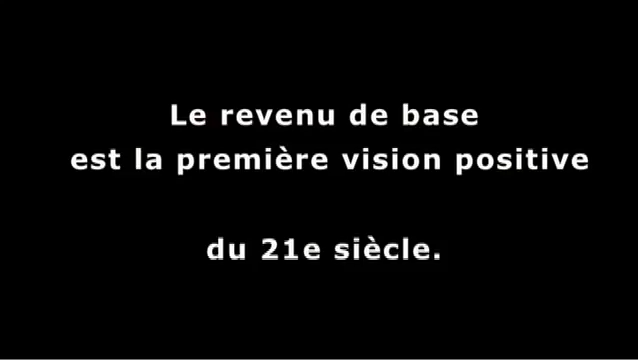 Le revenu de base
est la première vision positive
du 21e siècle.